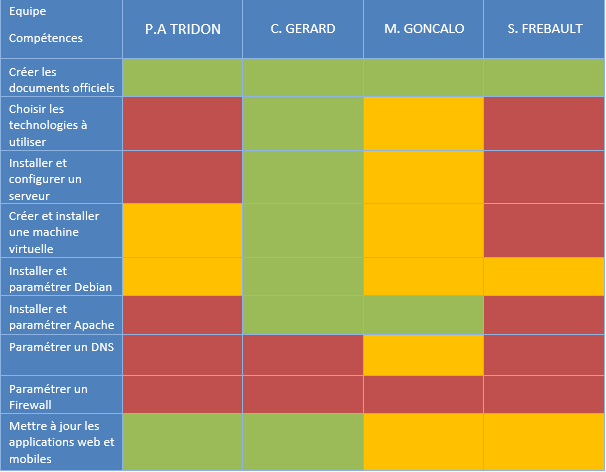 Equipe
Compétences
P.A TRIDON
C. GERARD
M. GONCALO
S. FREBAULT
Créer les
documents officiels
Choisir les
technologies à
utiliser
Installer et
configurer un
serveur
Créer et installer
une machine
virtuelle
Installer et
paramétrer Debian
Installer et
paramétrer Apache
Paramétrer un DNS
Paramétrer un
Firewall
Mettre à jour les
applications web et
mobiles